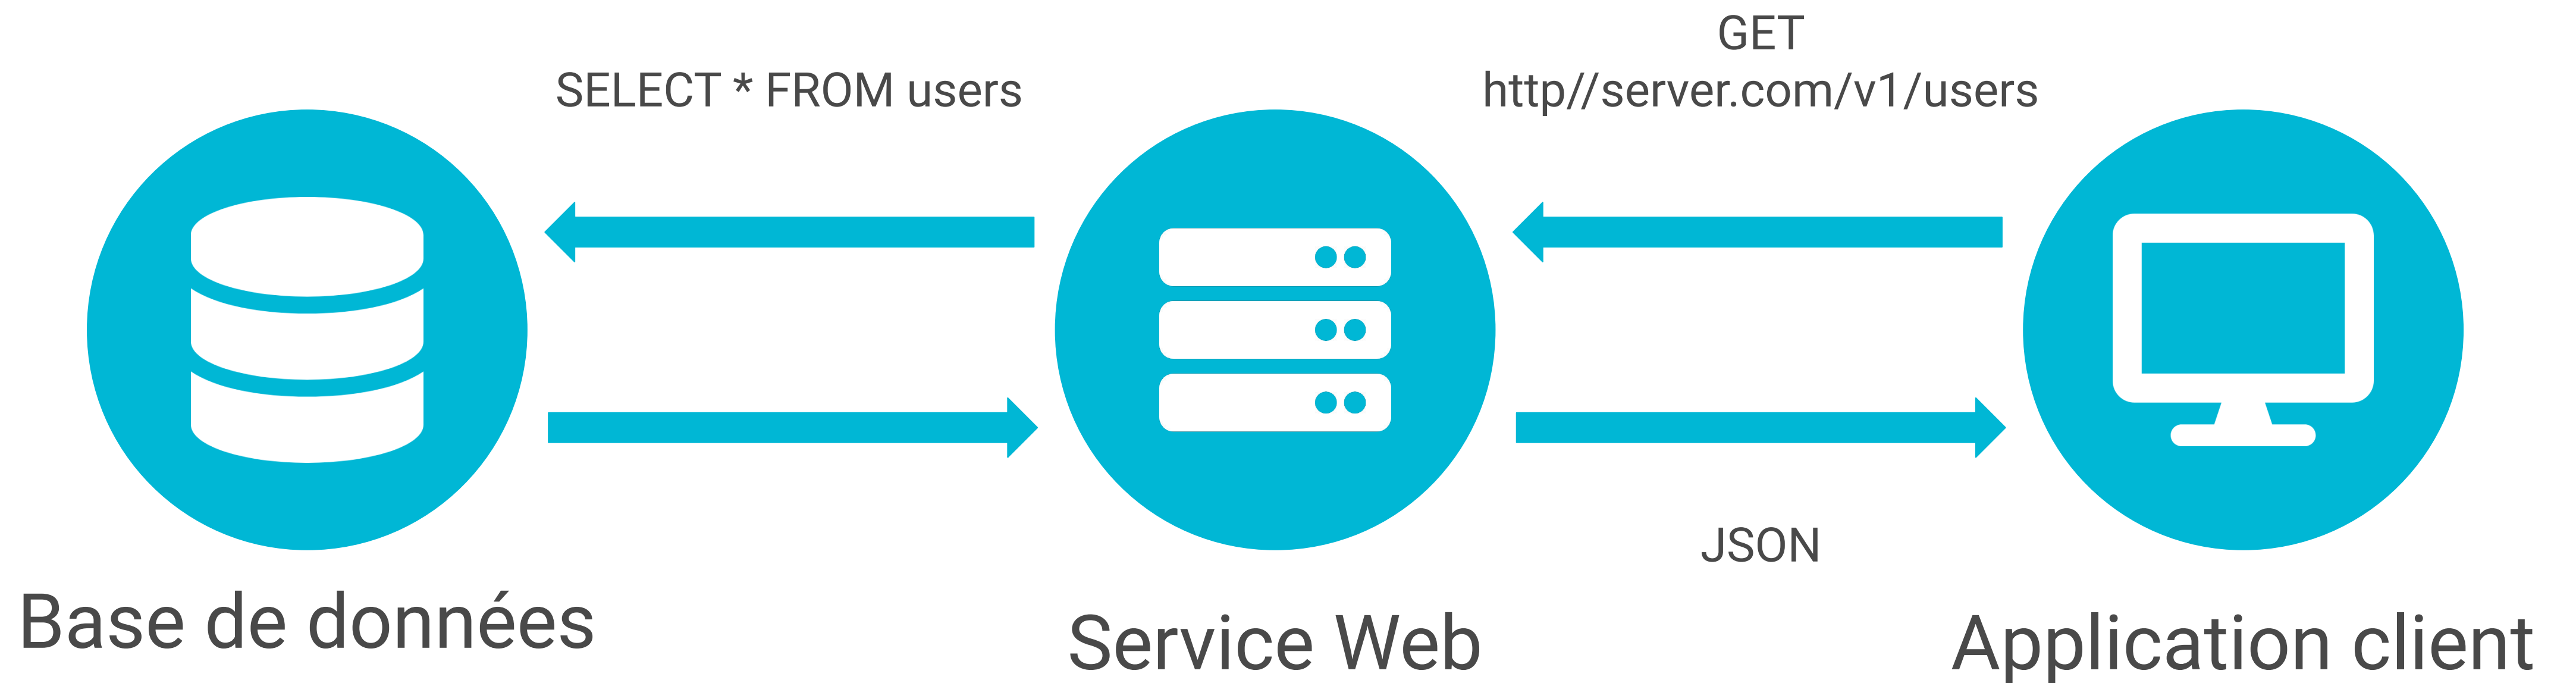 GET
SELECT * FROM users
http//server.com/v1/users
JSON
Base de données
Service Web
Application client